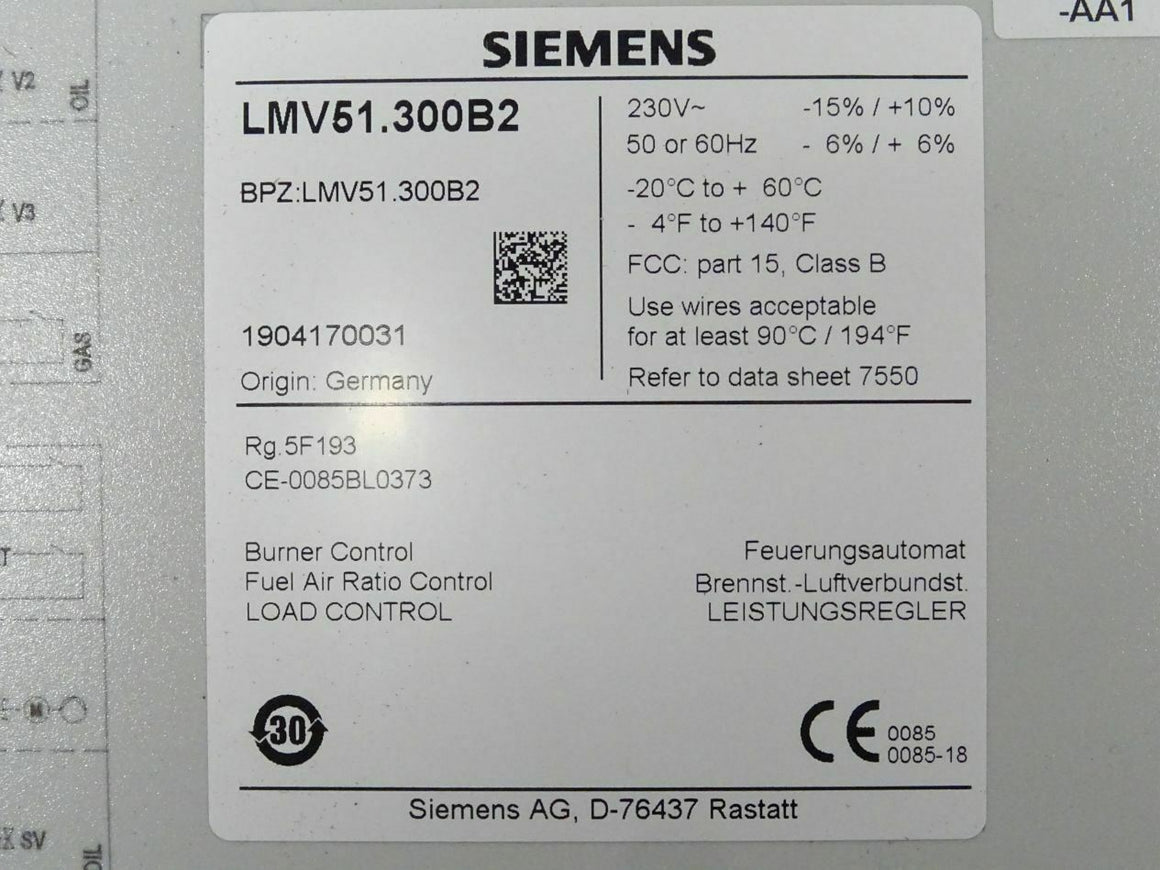 -AA1
V2
OIL
V3
GAS
SIEMENS
LMV51.300B2
BPZ:LMV51.300B2
1904170031
Origin: Germany
230V~ -15% / +10%
50 or 60Hz - 6% / + 6%
-20°C to + 60°C
- 4°F to +140°F
FCC: part 15, Class B
Use wires acceptable
for at least 90°C / 194°F
Refer to data sheet 7550
Rg.5F193
CE-0085BL0373
Burner Control
Fuel Air Ratio Control
LOAD CONTROL
Feuerungsautomat
Brennst.-Luftverbundst.
LEISTUNGSREGLER
30
CE 0085
0085-18
Siemens AG, D-76437 Rastatt
M
SV
OIL